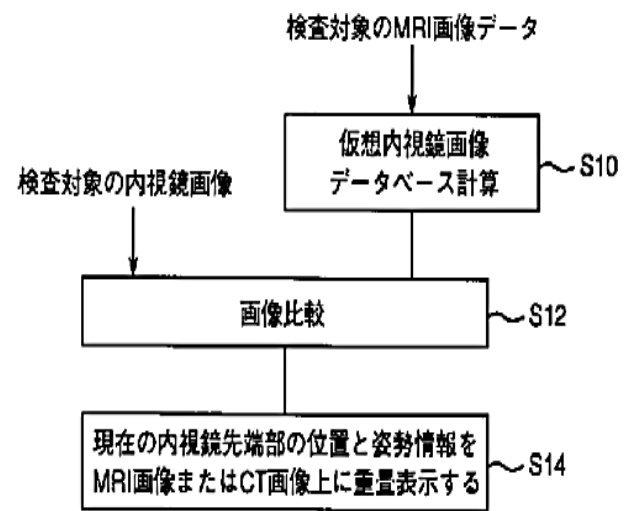 検査対象のMRI画像データ
仮想内視鏡画像
データベース計算
S10
検査対象の内視鏡画像
画像比較
S12
現在の内視鏡先端部の位置と姿勢情報を
MRI画像またはCT画像上に重畳表示する
S14